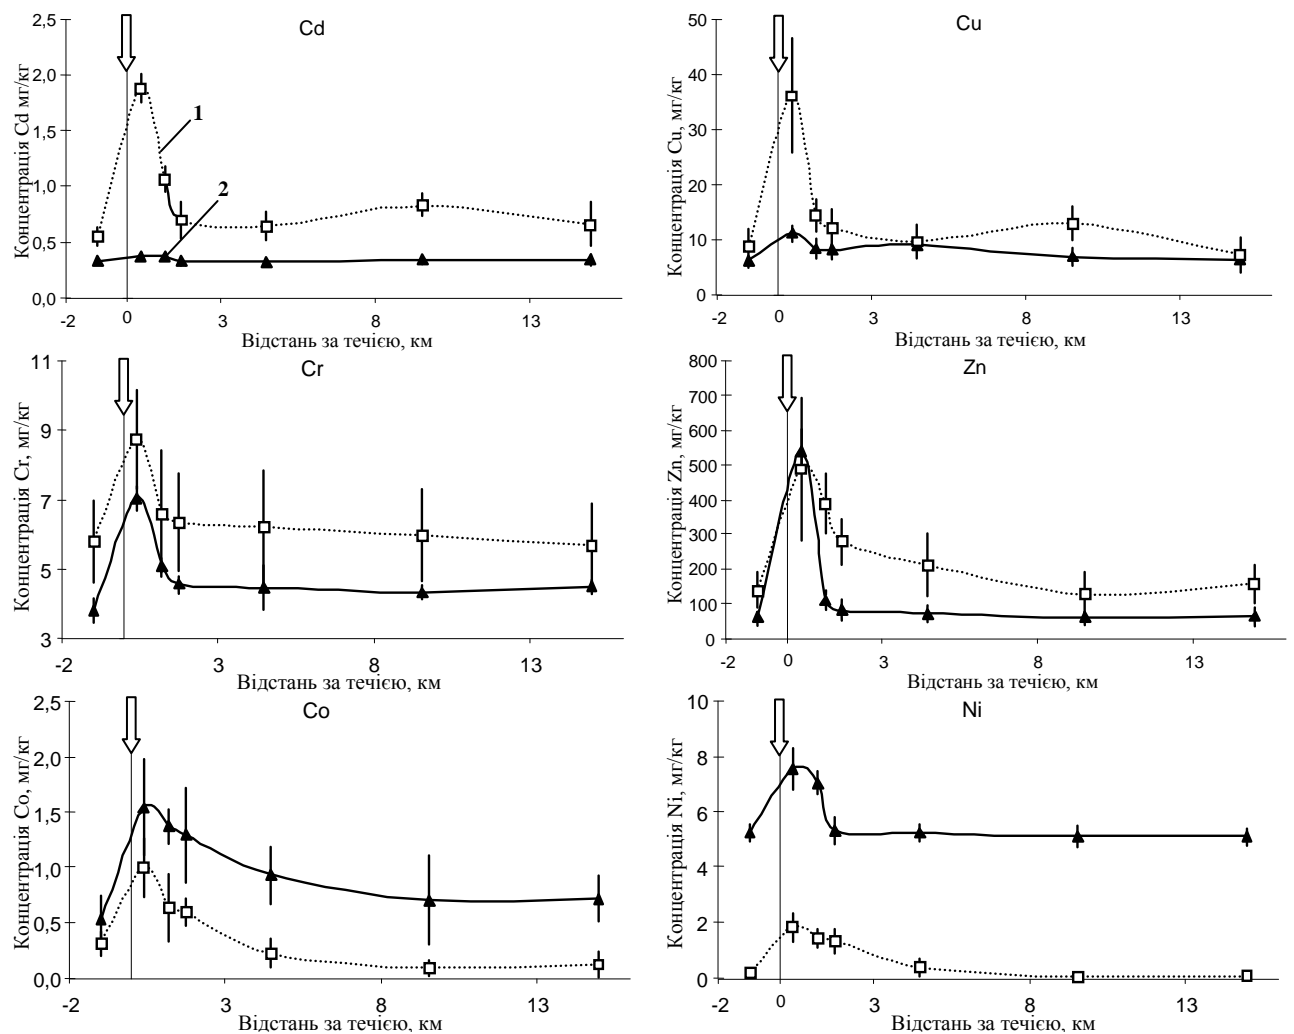 Cd
Концентрація Cd мг/кг
2,5
2,0
1,5
1,0
0,5
0,0
1
2
-2 0 3 8 13
Відстань за течією, км
Cu
Концентрація Cu, мг/кг
50
40
30
20
10
0
-2 0 3 8 13
Відстань за течією, км
Cr
Концентрація Cr, мг/кг
11
9
7
5
3
-2 0 3 8 13
Відстань за течією, км
Zn
Концентрація Zn, мг/кг
800
700
600
500
400
300
200
100
0
-2 0 3 8 13
Відстань за течією, км
Co
Концентрація Co, мг/кг
2,5
2,0
1,5
1,0
0,5
0,0
-2 0 3 8 13
Відстань за течією, км
Ni
Концентрація Ni, мг/кг
10
8
6
4
2
0
-2 0 3 8 13
Відстань за течією, км